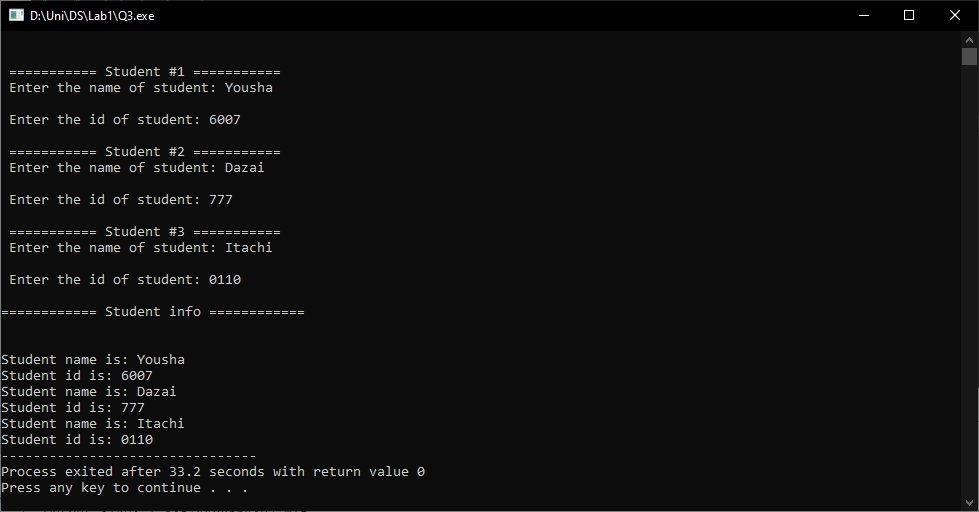 D:\Uni\DS\Lab1\Q3.exe
=========== Student #1 ===========
Enter the name of student: Yousha
Enter the id of student: 6007
=========== Student #2 ===========
Enter the name of student: Dazai
Enter the id of student: 777
=========== Student #3 ===========
Enter the name of student: Itachi
Enter the id of student: 0110
============ Student info ============
Student name is: Yousha
Student id is: 6007
Student name is: Dazai
Student id is: 777
Student name is: Itachi
Student id is: 0110
--------------------------------
Process exited after 33.2 seconds with return value 0
Press any key to continue . . .